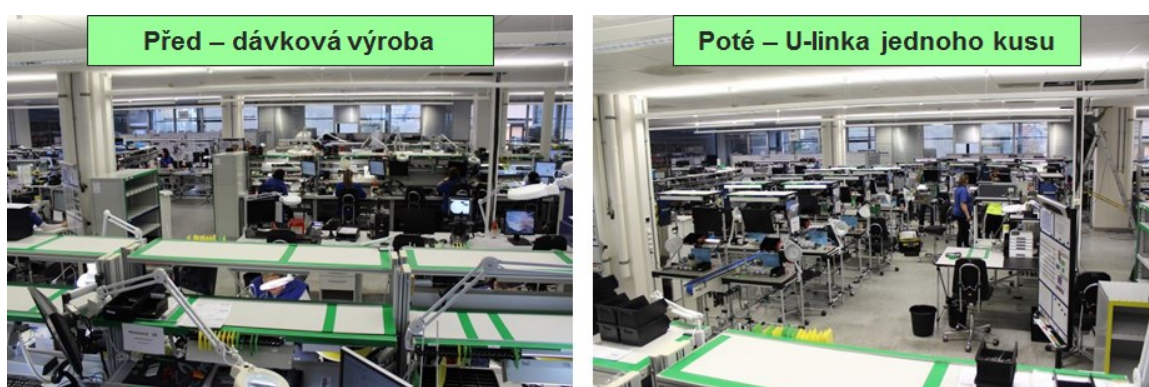 Před – dávková výroba
Poté – U-linka jednoho kusu